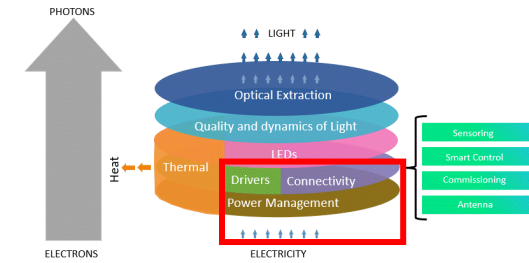 PHOTONS
LIGHT
Optical Extraction
Quality and dynamics of Light
LEDs
Thermal
Heat
Drivers
Connectivity
Power Management
Sensoring
Smart Control
Commissioning
Antenna
ELECTRONS
ELECTRICITY